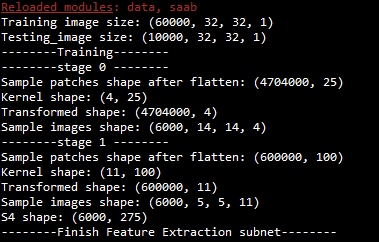 Reloaded modules: data, saab
Training image size: (60000, 32, 32, 1)
Testing_image size: (10000, 32, 32, 1)
--------Training--------
--------stage 0 --------
Sample patches shape after flatten: (4704000, 25)
Kernel shape: (4, 25)
Transformed shape: (4704000, 4)
Sample images shape: (6000, 14, 14, 4)
--------stage 1 --------
Sample patches shape after flatten: (600000, 100)
Kernel shape: (11, 100)
Transformed shape: (600000, 11)
Sample images shape: (6000, 5, 5, 11)
S4 shape: (6000, 275)
--------Finish Feature Extraction subnet--------